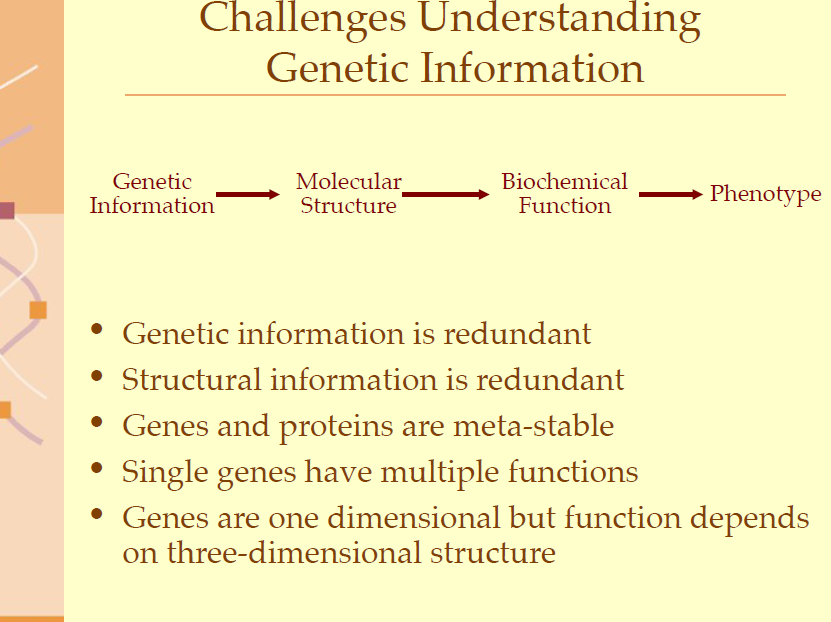 Challenges Understanding
Genetic Information
Genetic
Information
Molecular
Structure
Biochemical
Function
Phenotype
• Genetic information is redundant
• Structural information is redundant
• Genes and proteins are meta-stable
• Single genes have multiple functions
• Genes are one dimensional but function depends
on three-dimensional structure